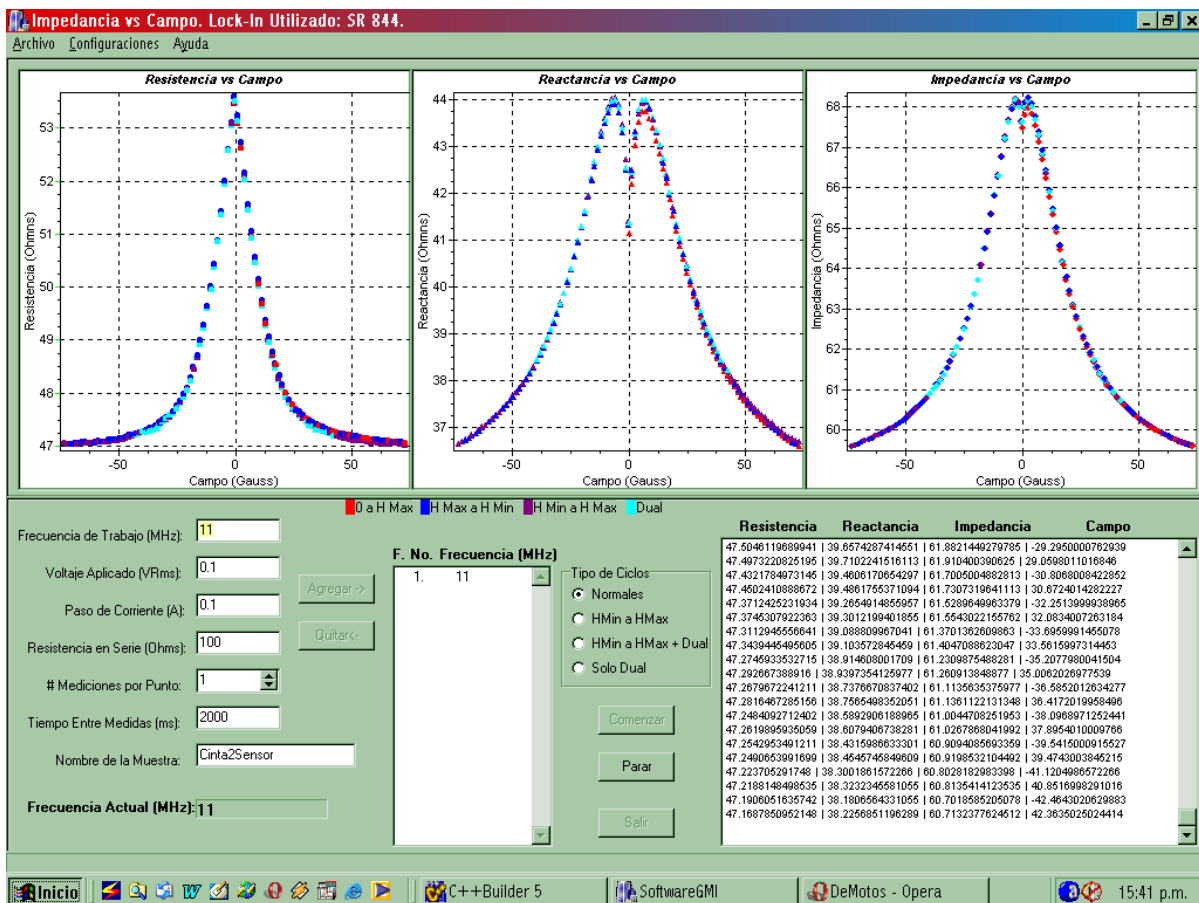 Impedancia vs Campo. Lock-In Utilizado: SR 844.
Archivo Configuraciones Ayuda
Resistencia vs Campo
Resistencia (Ohmns)
53
52
51
50
49
48
47
-50 0 50
Campo (Gauss)
Reactancia vs Campo
Reactancia (Ohmns)
44
43
42
41
40
39
38
37
-50 0 50
Campo (Gauss)
Impedancia vs Campo
Impedancia (Ohmns)
68
67
66
65
64
63
62
61
60
-50 0 50
Campo (Gauss)
0 a H Max H Max a H Min H Min a H Max Dual
Frecuencia de Trabajo (MHz): 11
Voltaje Aplicado (VRms): 0.1
Paso de Corriente (A): 0.1
Resistencia en Serie (Ohms): 100
# Mediciones por Punto: 1
Tiempo Entre Medidas (ms): 2000
Nombre de la Muestra: Cinta2Sensor
Frecuencia Actual (MHz): 11
Agregar ->
Quitar<-
F. No. Frecuencia (MHz)
1. 11
Tipo de Ciclos
Normales
HMin a HMax
HMin a HMax + Dual
Solo Dual
Comenzar
Parar
Salir
Resistencia Reactancia Impedancia Campo
47.5046119689941 | 39.6574287414551 | 61.8821449279785 | -29.2950000762939
47.4973220825195 | 39.7102241516113 | 61.910400390625 | 29.0598011016846
47.4321784973145 | 39.4606170654297 | 61.7005004882813 | -30.8068008422852
47.4502410888672 | 39.4861755371094 | 61.7307319641113 | 30.6724014282227
47.3712425231934 | 39.2654914855957 | 61.5289649963379 | -32.2513999938965
47.3745307922363 | 39.3012199401855 | 61.5543022155762 | 32.0834007263184
47.3112945556641 | 39.088809967041 | 61.3701362609863 | -33.6959991455078
47.3439445495605 | 39.103572845459 | 61.4047088623047 | 33.5615997314453
47.2745933532715 | 38.914608001709 | 61.2309875488281 | -35.2077980041504
47.292667388916 | 38.9397354125977 | 61.260913848877 | 35.0062026977539
47.2679672241211 | 38.7376670837402 | 61.1135635375977 | -36.5852012634277
47.2816467285156 | 38.7565498352051 | 61.1361122131348 | 36.4172019958496
47.2484092712402 | 38.5892906188965 | 61.0044708251953 | -38.0968971252441
47.2619895935059 | 38.6079406738281 | 61.0267868041992 | 37.8954010009766
47.2542953491211 | 38.4315986633301 | 60.9094085693359 | -39.5415000915527
47.2490653991699 | 38.4545745849609 | 60.9198532104492 | 39.4743003845215
47.223705291748 | 38.3001861572266 | 60.8028182983398 | -41.1204986572266
47.2188148498535 | 38.3232345581055 | 60.8135414123535 | 40.8516998291016
47.1906051635742 | 38.1806564331055 | 60.7018585205078 | -42.4643020629883
47.1687850952148 | 38.2256851196289 | 60.7132377624512 | 42.3635025024414
Inicio C++Builder 5 SoftwareGMI DeMotos - Opera 15:41 p.m.